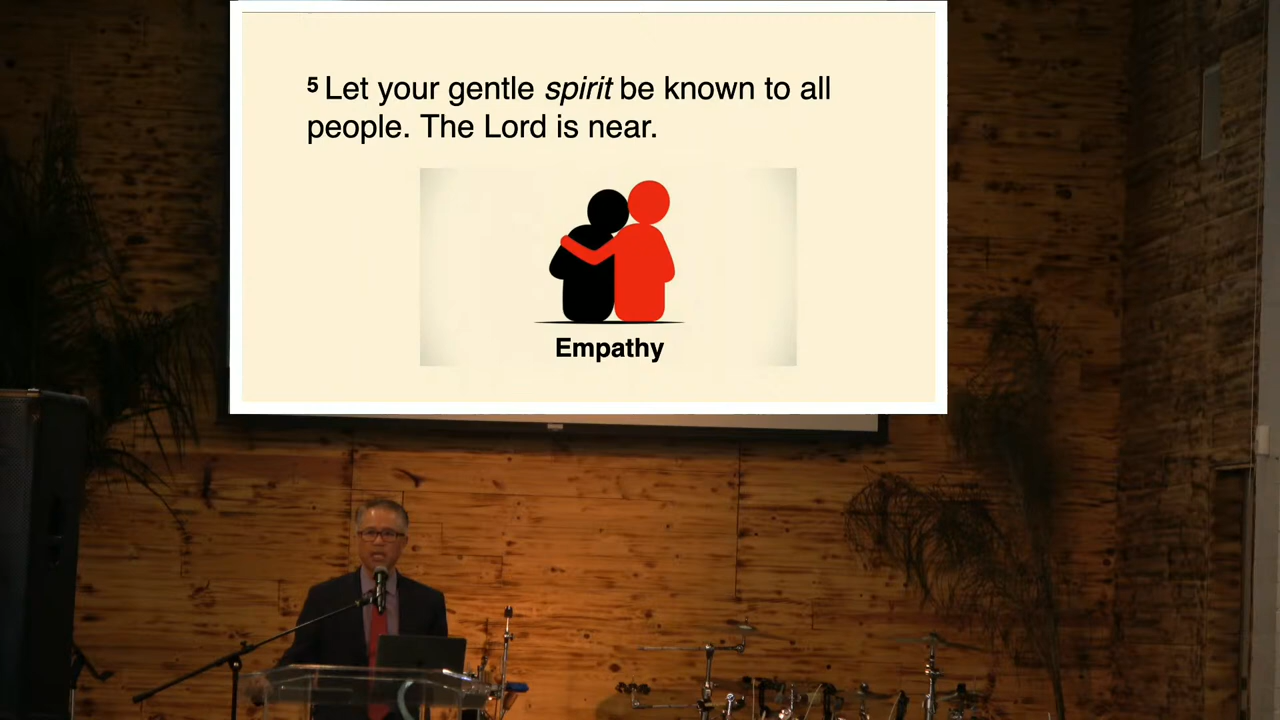 5 Let your gentle spirit be known to all
people. The Lord is near.
Empathy